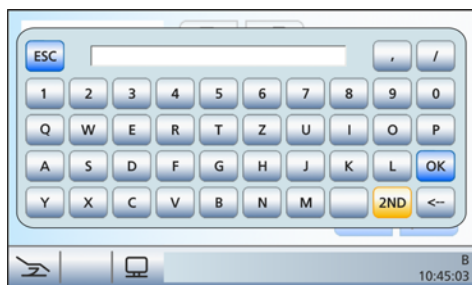 ESC , /
1 2 3 4 5 6 7 8 9 0
Q W E R T Z U I O P
A S D F G H J K L OK
Y X C V B N M 2ND <--
B
10:45:03